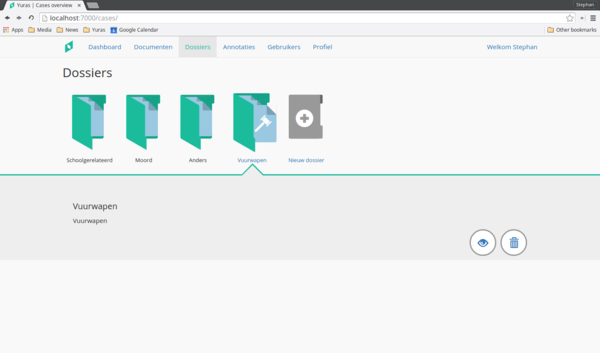 Yuras | Cases overview
Stephan
localhost:7000/cases/
Apps Media News Yuras Google Calendar Other bookmarks
Dashboard Documenten Dossiers Annotaties Gebruikers Profiel Welkom Stephan
Dossiers
Schoolgerelateerd Moord Anders Vuurwapen Nieuw dossier
Vuurwapen
Vuurwapen